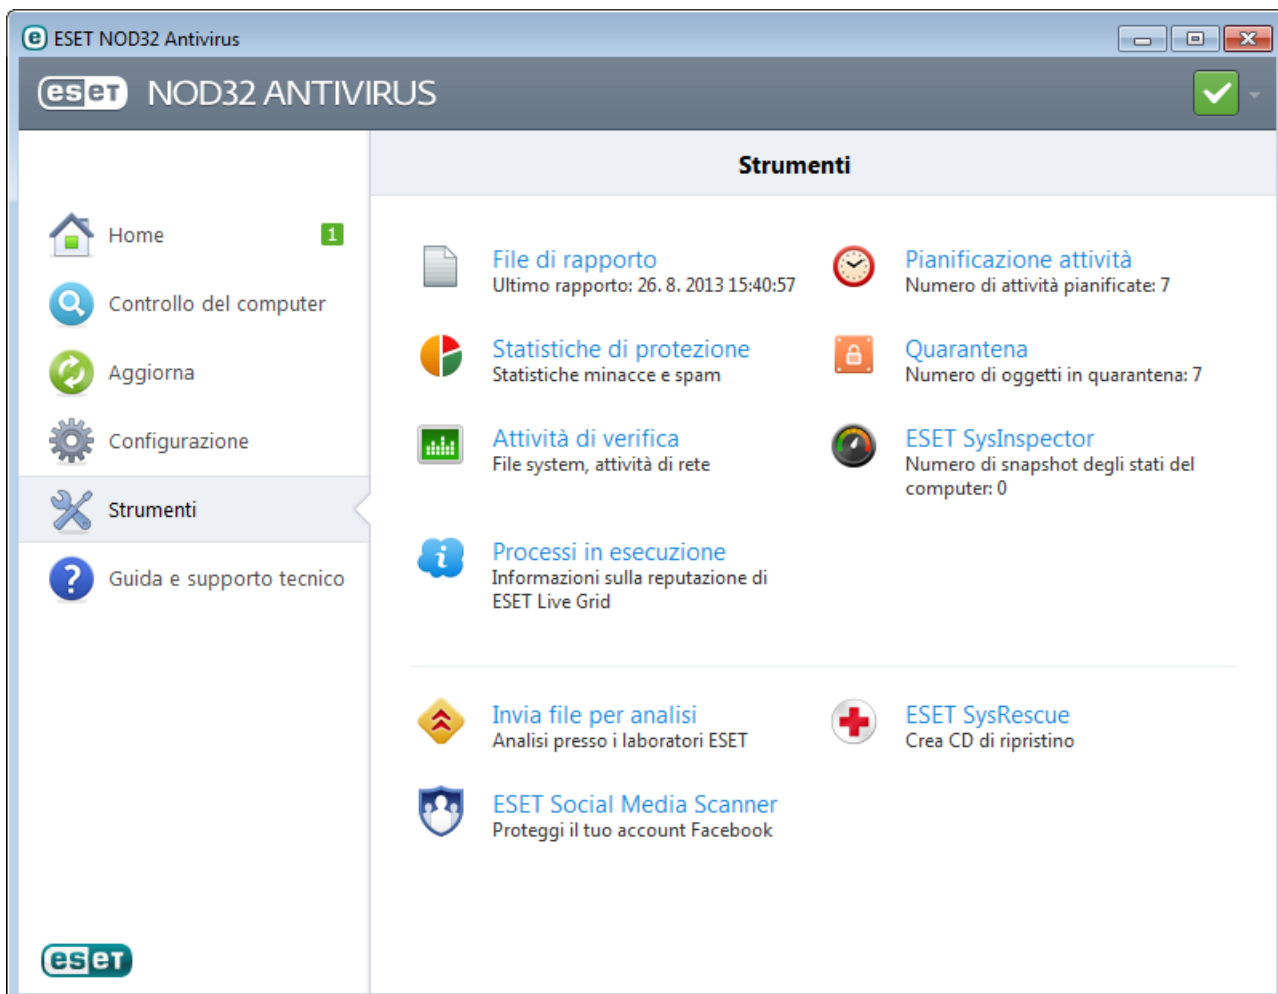 ESET NOD32 Antivirus
eset NOD32 ANTIVIRUS
Strumenti
Home 1
Controllo del computer
Aggiorna
Configurazione
Strumenti
Guida e supporto tecnico
File di rapporto
Ultimo rapporto: 26. 8. 2013 15:40:57
Pianificazione attività
Numero di attività pianificate: 7
Statistiche di protezione
Statistiche minacce e spam
Quarantena
Numero di oggetti in quarantena: 7
Attività di verifica
File system, attività di rete
ESET SysInspector
Numero di snapshot degli stati del
computer: 0
Processi in esecuzione
Informazioni sulla reputazione di
ESET Live Grid
Invia file per analisi
Analisi presso i laboratori ESET
ESET SysRescue
Crea CD di ripristino
ESET Social Media Scanner
Proteggi il tuo account Facebook
eset